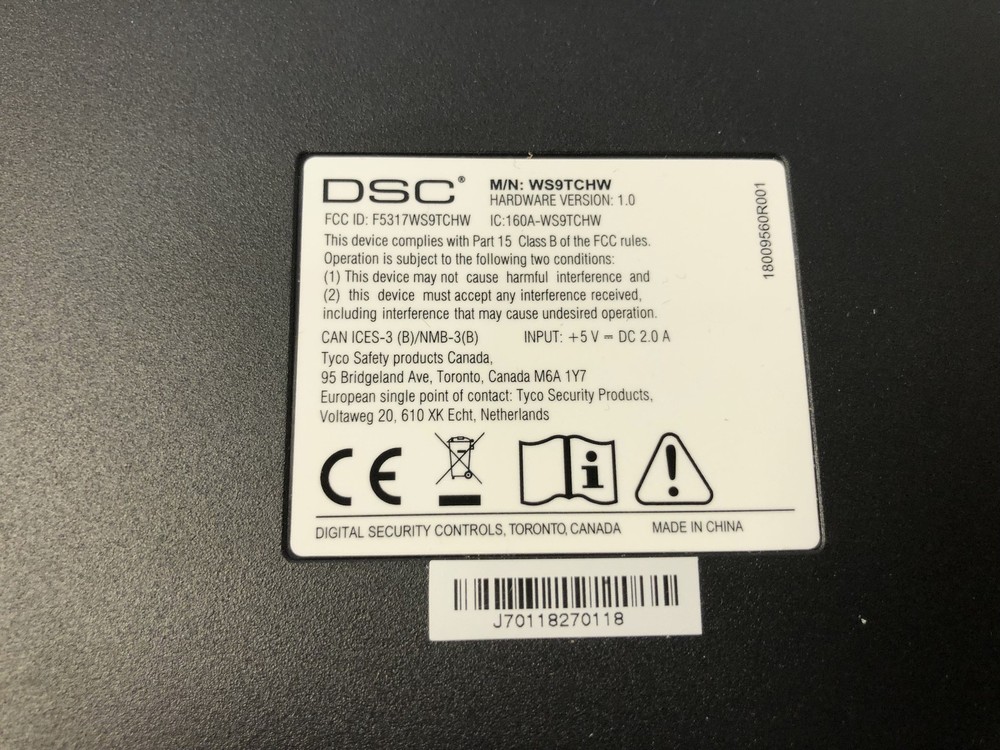 DSC®
M/N: WS9TCHW
HARDWARE VERSION: 1.0
FCC ID: F5317WS9TCHW IC:160A-WS9TCHW
This device complies with Part 15 Class B of the FCC rules.
Operation is subject to the following two conditions:
(1) This device may not cause harmful interference and
(2) this device must accept any interference received,
including interference that may cause undesired operation.
CAN ICES-3 (B)/NMB-3(B) INPUT: +5 V ⎓ DC 2.0 A
Tyco Safety products Canada,
95 Bridgeland Ave, Toronto, Canada M6A 1Y7
European single point of contact: Tyco Security Products,
Voltaweg 20, 610 XK Echt, Netherlands
CE
DIGITAL SECURITY CONTROLS, TORONTO, CANADA MADE IN CHINA
18009560R001
J70118270118